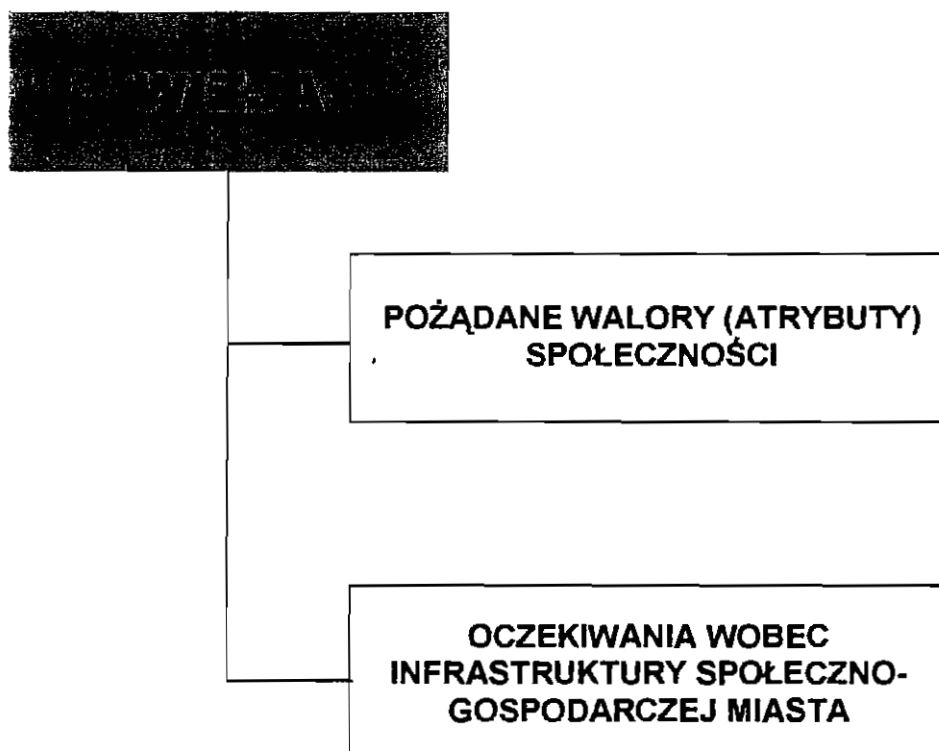 POŻĄDANE WALORY (ATRYBUTY)
SPOŁECZNOŚCI
OCZEKIWANIA WOBEC
INFRASTRUKTURY SPOŁECZNO-
GOSPODARCZEJ MIASTA